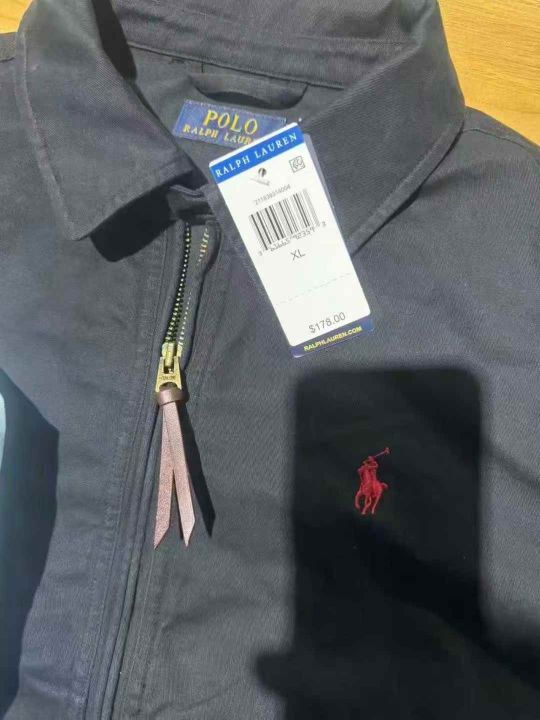 POLO
RALPH LAUREN
RALPH LAUREN
XL
$178.00
RALPHLAUREN.COM